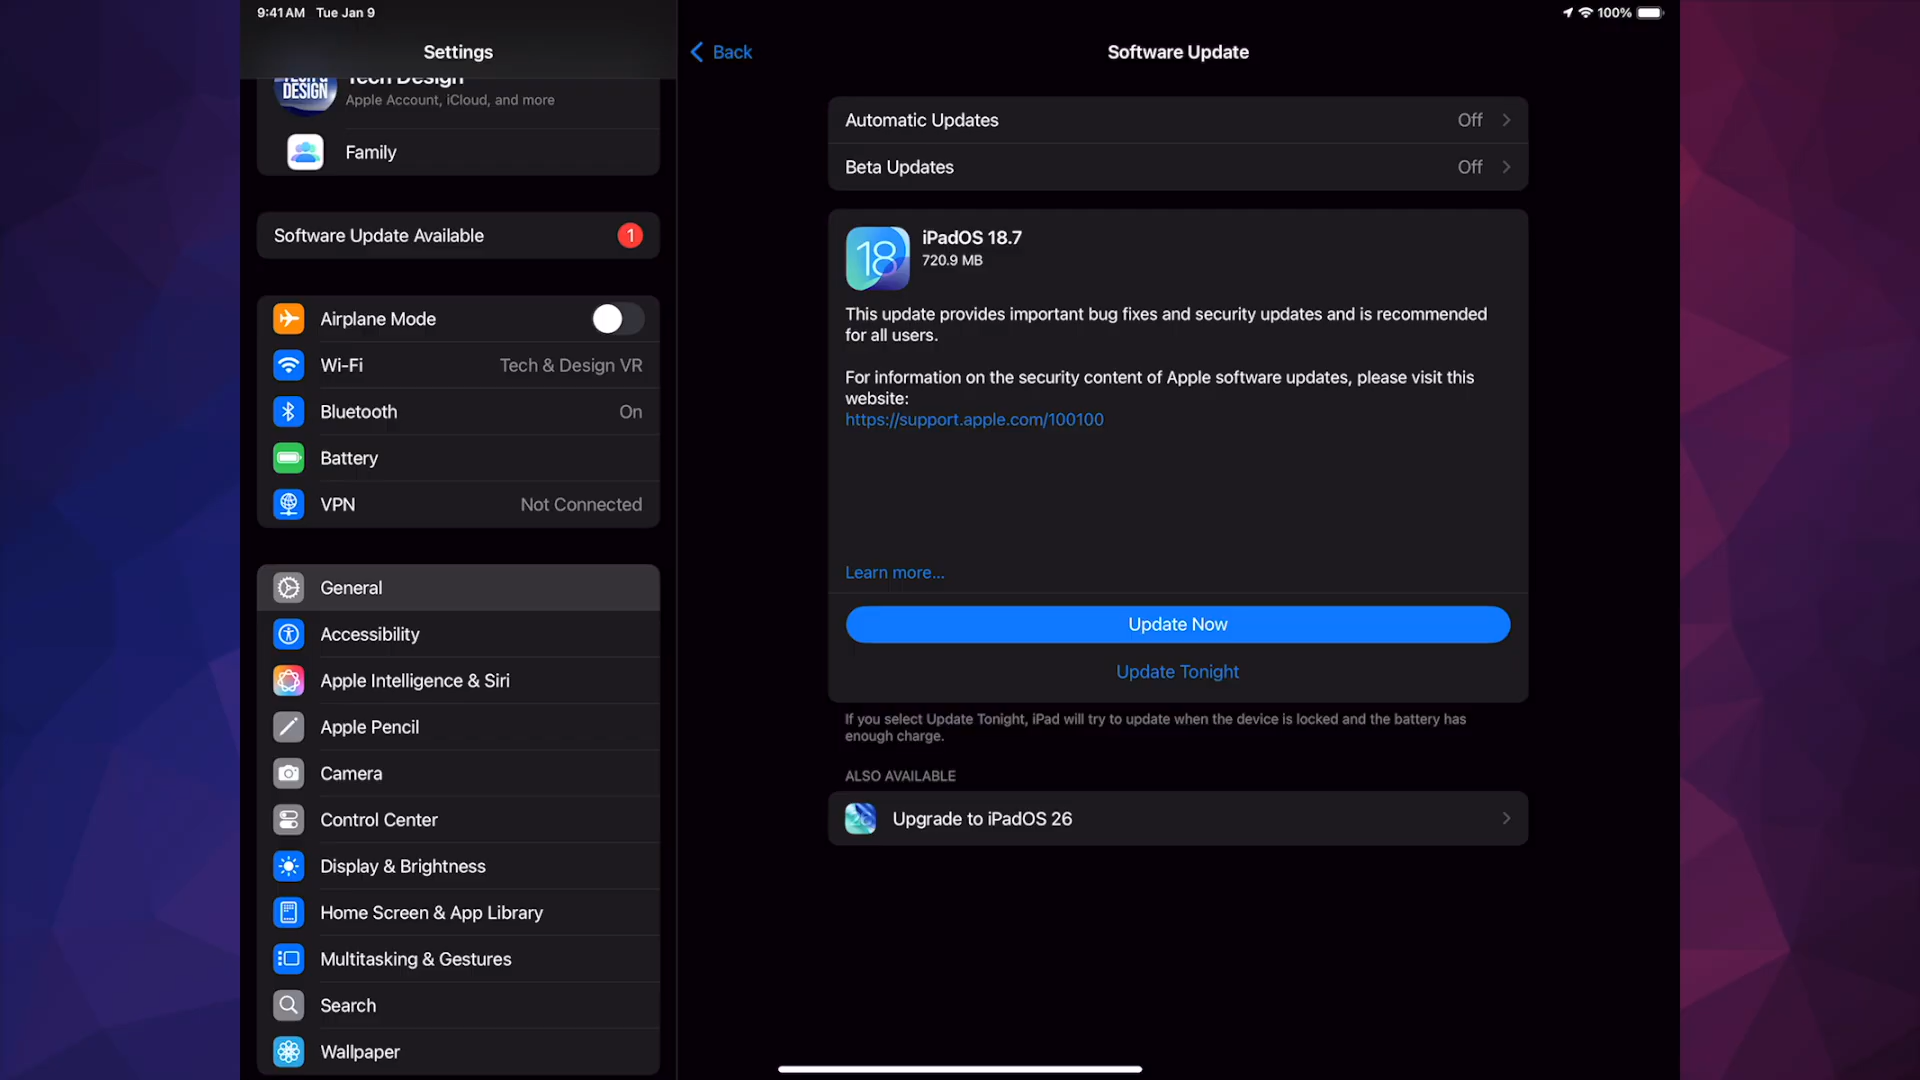 9:41 AM Tue Jan 9
100%
Settings
Back
Software Update
TECH &
DESIGN
Tech Design
Apple Account, iCloud, and more
Family
Software Update Available 1
Airplane Mode
Wi-Fi Tech & Design VR
Bluetooth On
Battery
VPN Not Connected
General
Accessibility
Apple Intelligence & Siri
Apple Pencil
Camera
Control Center
Display & Brightness
Home Screen & App Library
Multitasking & Gestures
Search
Wallpaper
Automatic Updates Off
Beta Updates Off
18
iPadOS 18.7
720.9 MB
This update provides important bug fixes and security updates and is recommended
for all users.
For information on the security content of Apple software updates, please visit this
website:
https://support.apple.com/100100
Learn more...
Update Now
Update Tonight
If you select Update Tonight, iPad will try to update when the device is locked and the battery has
enough charge.
ALSO AVAILABLE
26
Upgrade to iPadOS 26